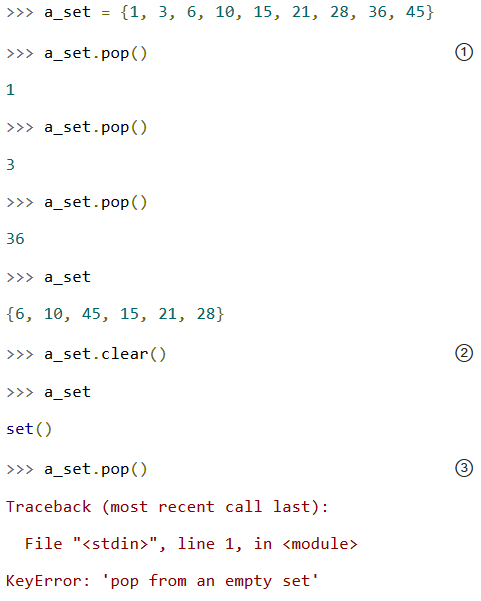 >>> a_set = {1, 3, 6, 10, 15, 21, 28, 36, 45}
>>> a_set.pop() ①
1
>>> a_set.pop()
3
>>> a_set.pop()
36
>>> a_set
{6, 10, 45, 15, 21, 28}
>>> a_set.clear() ②
>>> a_set
set()
>>> a_set.pop() ③
Traceback (most recent call last):
  File "<stdin>", line 1, in <module>
KeyError: 'pop from an empty set'